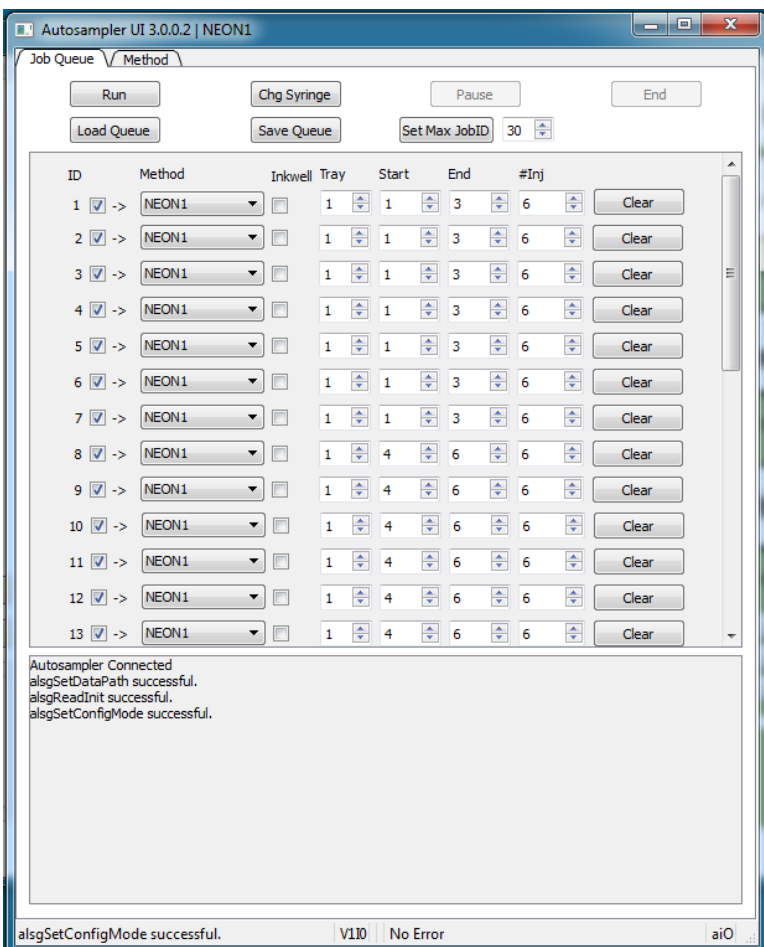 Autosampler UI 3.0.0.2 | NEON1
Job Queue Method
Run Chg Syringe Pause End
Load Queue Save Queue Set Max JobID 30
ID Method Inkwell Tray Start End #Inj
1 -> NEON1 1 1 3 6 Clear
2 -> NEON1 1 1 3 6 Clear
3 -> NEON1 1 1 3 6 Clear
4 -> NEON1 1 1 3 6 Clear
5 -> NEON1 1 1 3 6 Clear
6 -> NEON1 1 1 3 6 Clear
7 -> NEON1 1 1 3 6 Clear
8 -> NEON1 1 4 6 6 Clear
9 -> NEON1 1 4 6 6 Clear
10 -> NEON1 1 4 6 6 Clear
11 -> NEON1 1 4 6 6 Clear
12 -> NEON1 1 4 6 6 Clear
13 -> NEON1 1 4 6 6 Clear
Autosampler Connected
alsgSetDataPath successful.
alsgReadInit successful.
alsgSetConfigMode successful.
alsgSetConfigMode successful. V1I0 No Error aiO